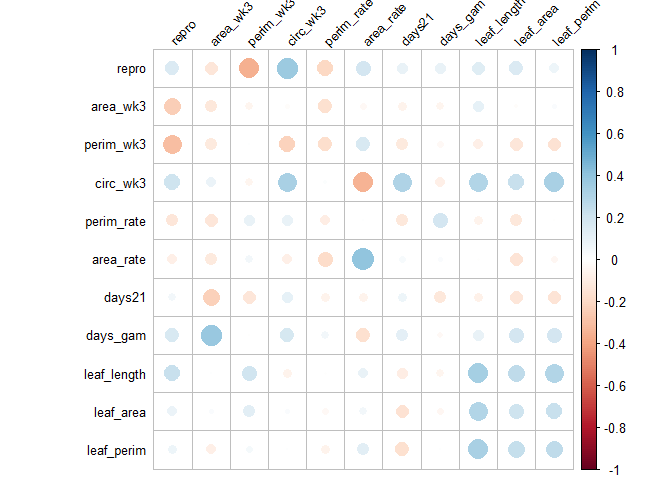 repro
area_wk3
perim_wk3
circ_wk3
perim_rate
area_rate
days21
days_gam
leaf_length
leaf_area
leaf_perim
repro
area_wk3
perim_wk3
circ_wk3
perim_rate
area_rate
days21
days_gam
leaf_length
leaf_area
leaf_perim
1
0.8
0.6
0.4
0.2
0
-0.2
-0.4
-0.6
-0.8
-1